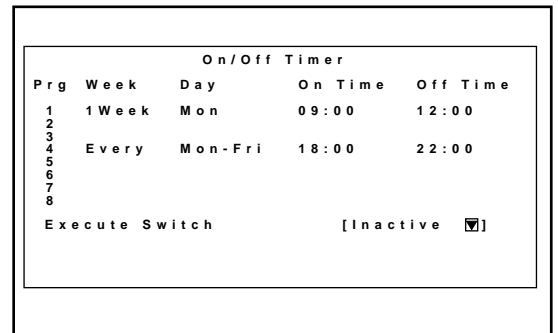 On/Off Timer
Prg Week Day On Time Off Time
1 1Week Mon 09:00 12:00
2
3
4 Every Mon-Fri 18:00 22:00
5
6
7
8
Execute Switch [Inactive ▼]